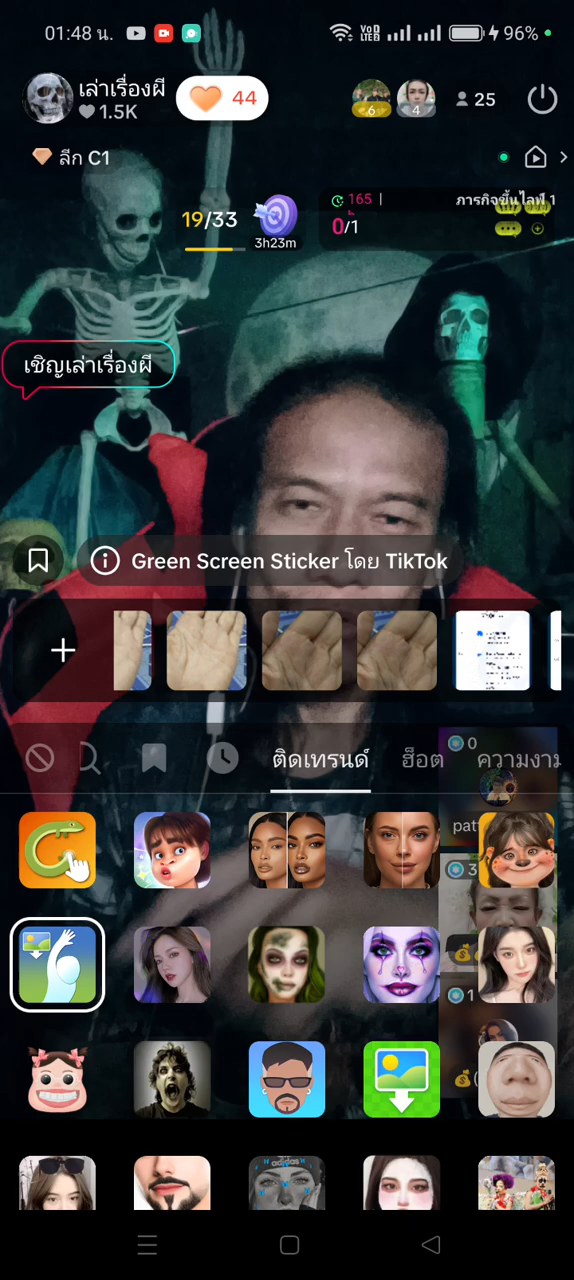 01:48 น.
VoD
LTE
96%
เล่าเรื่องผี
1.5K
44
6
4
25
ลีก C1
19/33
3h23m
165
ภารกิจขึ้นไลฟ์ 1
0/1
เชิญเล่าเรื่องผี
Green Screen Sticker โดย TikTok
ติดเทรนด์
ฮ็อต
ความงาม
0
3
1
adidas